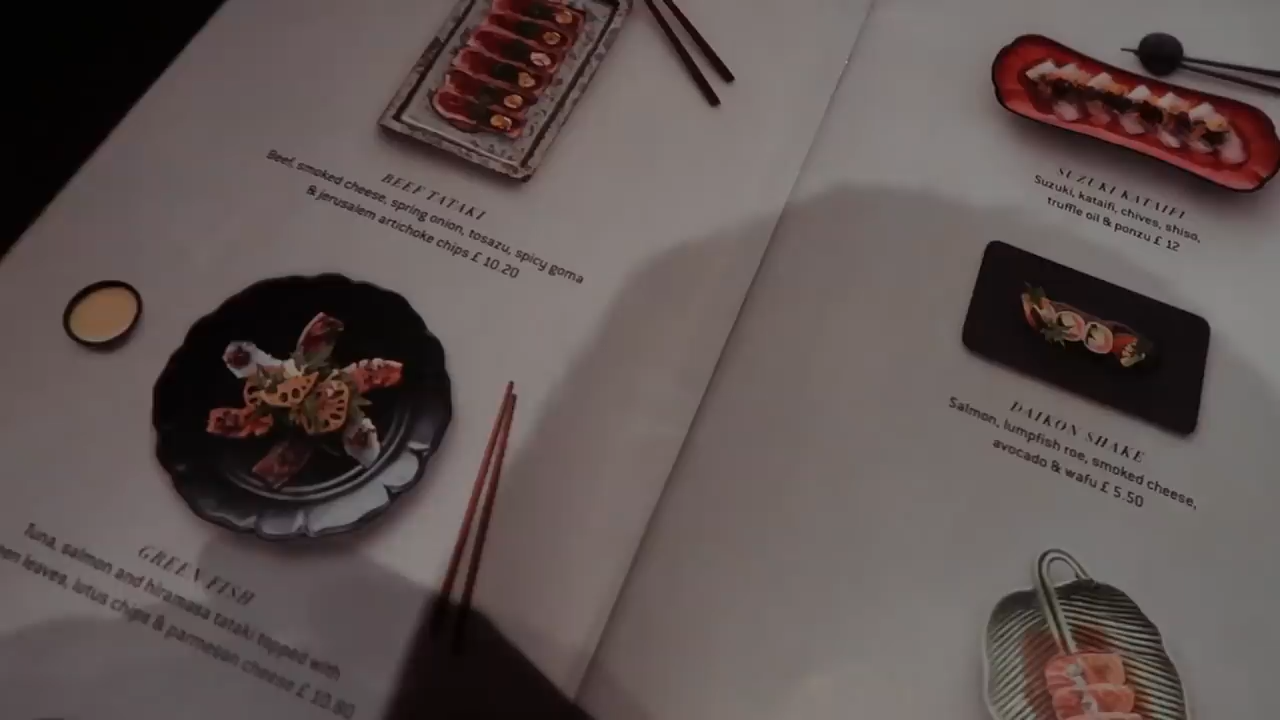 BEEF TATAKI
Beef, smoked cheese, spring onion, tosazu, spicy goma
& jerusalem artichoke chips £ 10.20
GREEN FISH
Tuna, salmon and hiramasa tataki topped with
leaves, lotus chips & parmesan cheese £ 10.80
SUZUKI KATAIFI
Suzuki, kataifi, chives, shiso,
truffle oil & ponzu £ 12
DAIKON SHAKE
Salmon, lumpfish roe, smoked cheese,
avocado & wafu £ 5.50